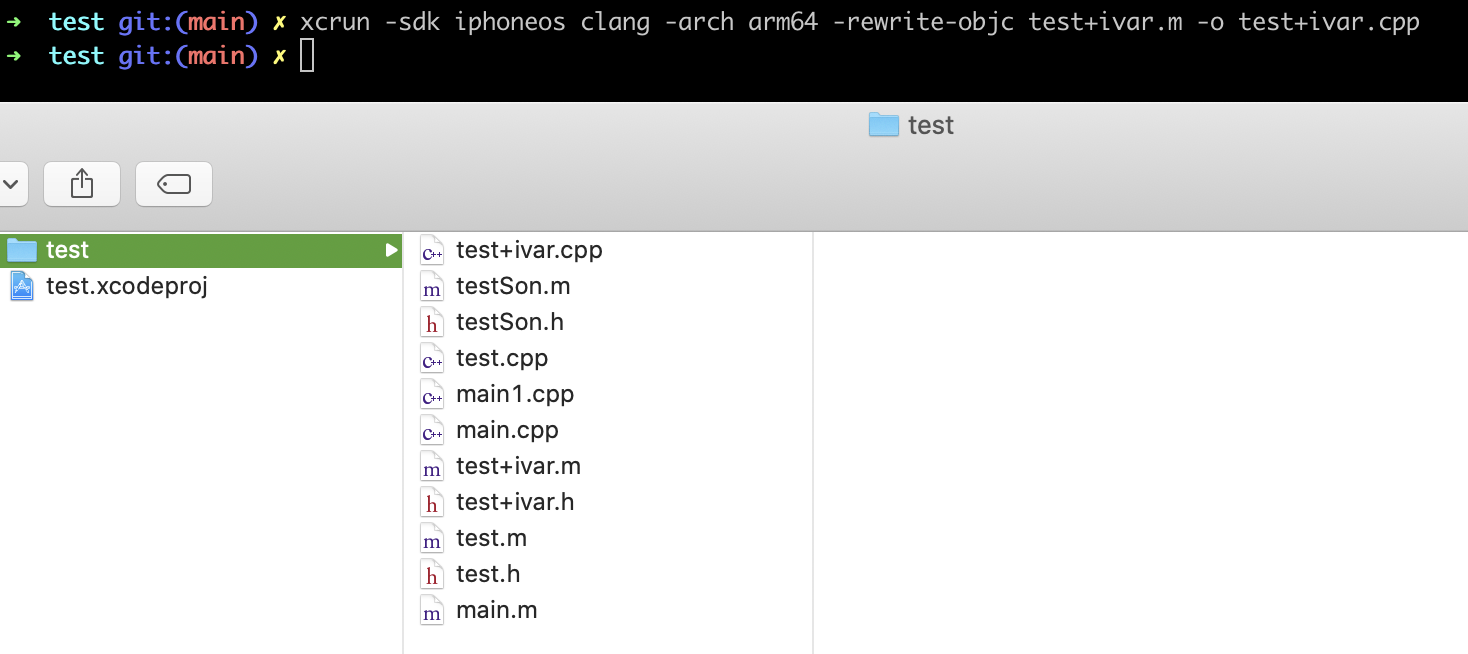 ➜ test git:(main) ✗ xcrun -sdk iphoneos clang -arch arm64 -rewrite-objc test+ivar.m -o test+ivar.cpp
➜ test git:(main) ✗
test
test
test.xcodeproj
C++ test+ivar.cpp
m testSon.m
h testSon.h
C++ test.cpp
C++ main1.cpp
C++ main.cpp
m test+ivar.m
h test+ivar.h
m test.m
h test.h
m main.m